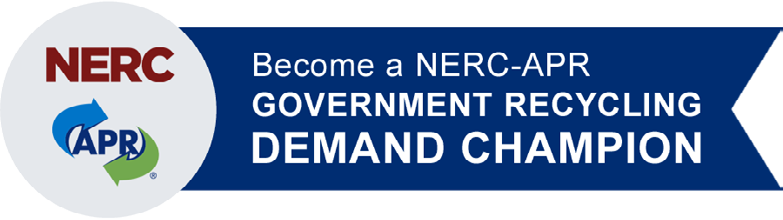 NERC
APR®
Become a NERC-APR
GOVERNMENT RECYCLING
DEMAND CHAMPION